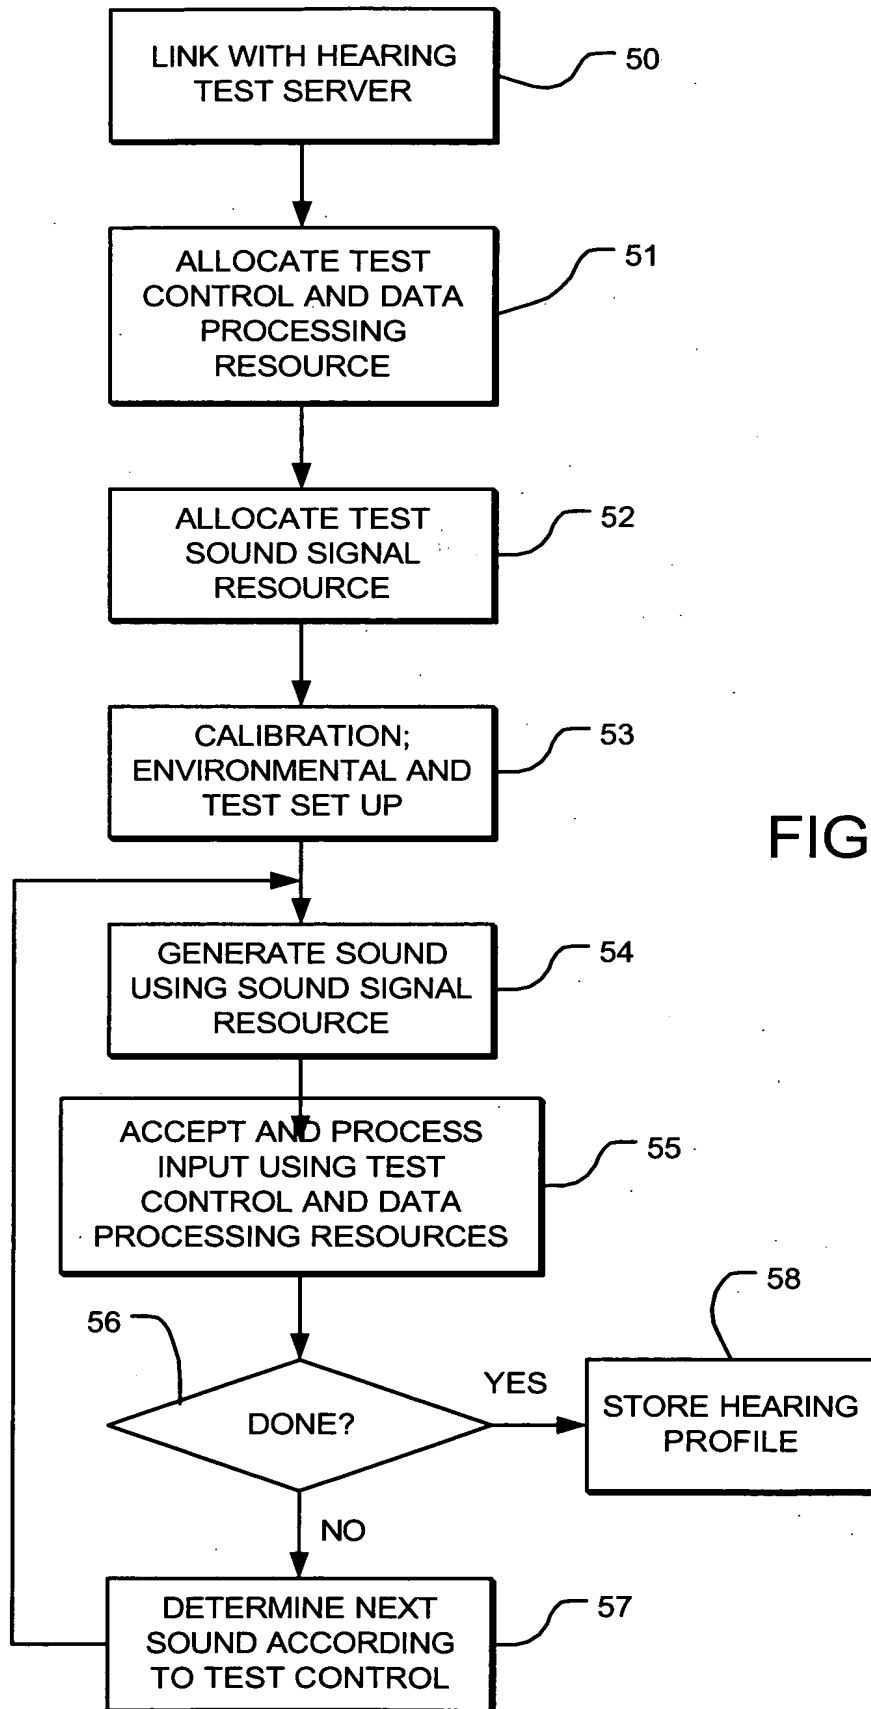 LINK WITH HEARING
TEST SERVER
50
ALLOCATE TEST
CONTROL AND DATA
PROCESSING
RESOURCE
51
ALLOCATE TEST
SOUND SIGNAL
RESOURCE
52
CALIBRATION;
ENVIRONMENTAL AND
TEST SET UP
53
FIG
GENERATE SOUND
USING SOUND SIGNAL
RESOURCE
54
ACCEPT AND PROCESS
INPUT USING TEST
CONTROL AND DATA
PROCESSING RESOURCES
55
56
DONE?
YES
58
STORE HEARING
PROFILE
NO
DETERMINE NEXT
SOUND ACCORDING
TO TEST CONTROL
57